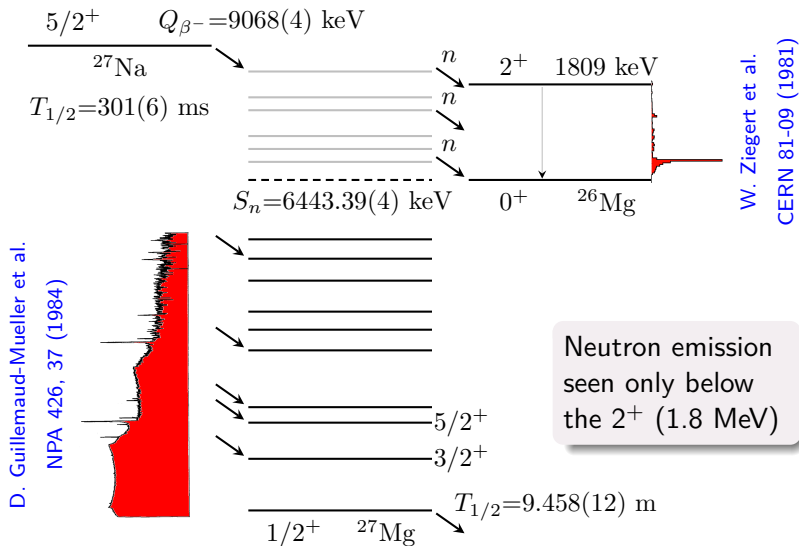 5/2⁺
Q_β⁻=9068(4) keV
²⁷Na
T₁/₂=301(6) ms
n
n
n
2⁺ 1809 keV
0⁺ ²⁶Mg
Sₙ=6443.39(4) keV
W. Ziegert et al.
CERN 81-09 (1981)
D. Guillemaud-Mueller et al.
NPA 426, 37 (1984)
5/2⁺
3/2⁺
T₁/₂=9.458(12) m
1/2⁺ ²⁷Mg
Neutron emission
seen only below
the 2⁺ (1.8 MeV)